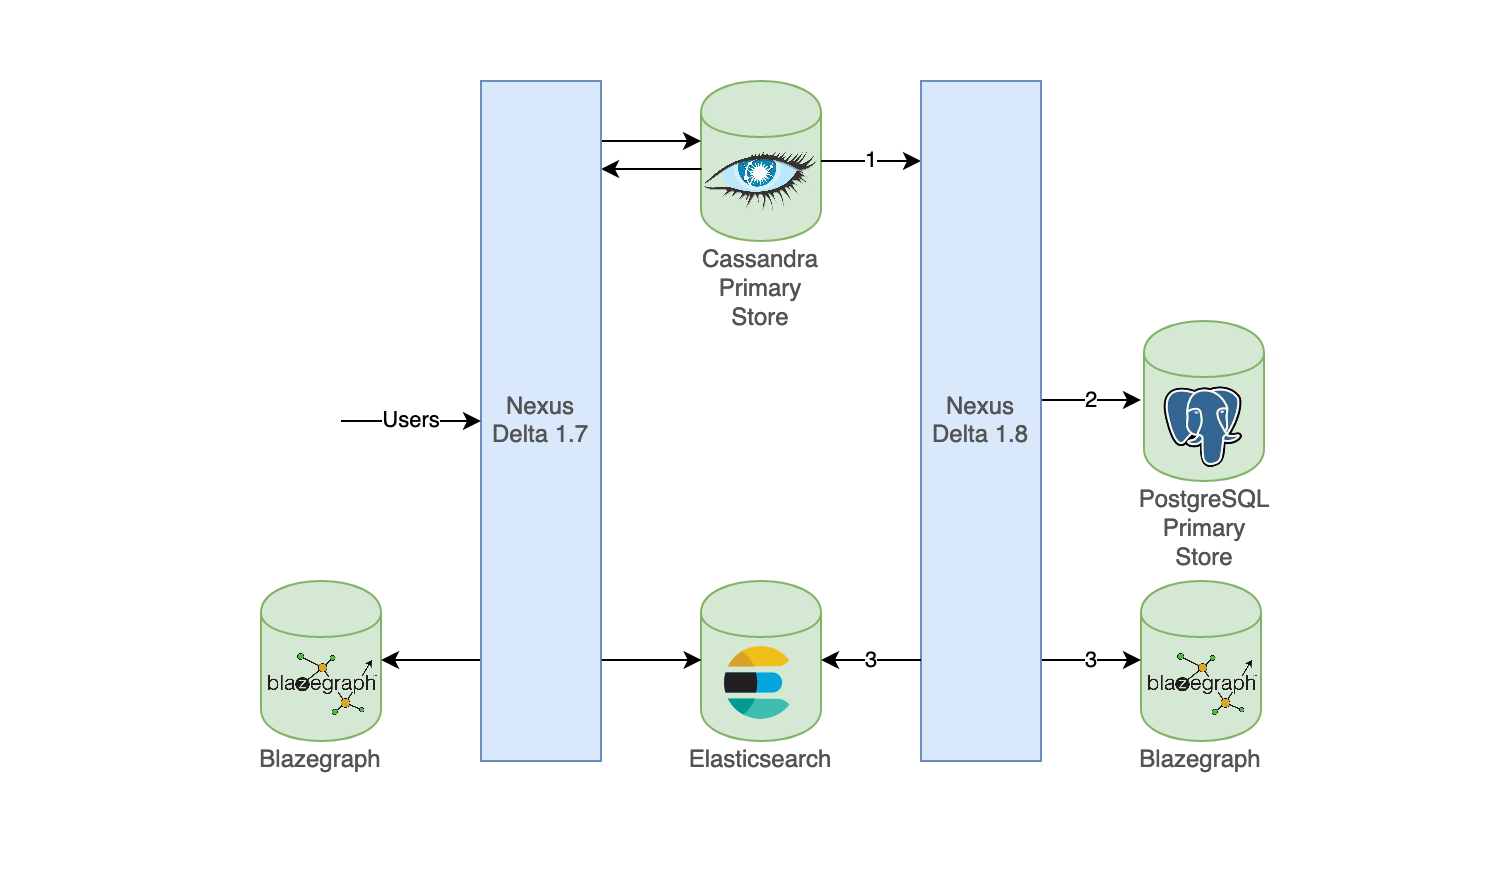 1
Cassandra
Primary
Store
Users
Nexus
Delta 1.7
Nexus
Delta 1.8
2
PostgreSQL
Primary
Store
blazegraph
Blazegraph
Elasticsearch
3
3
blazegraph
Blazegraph